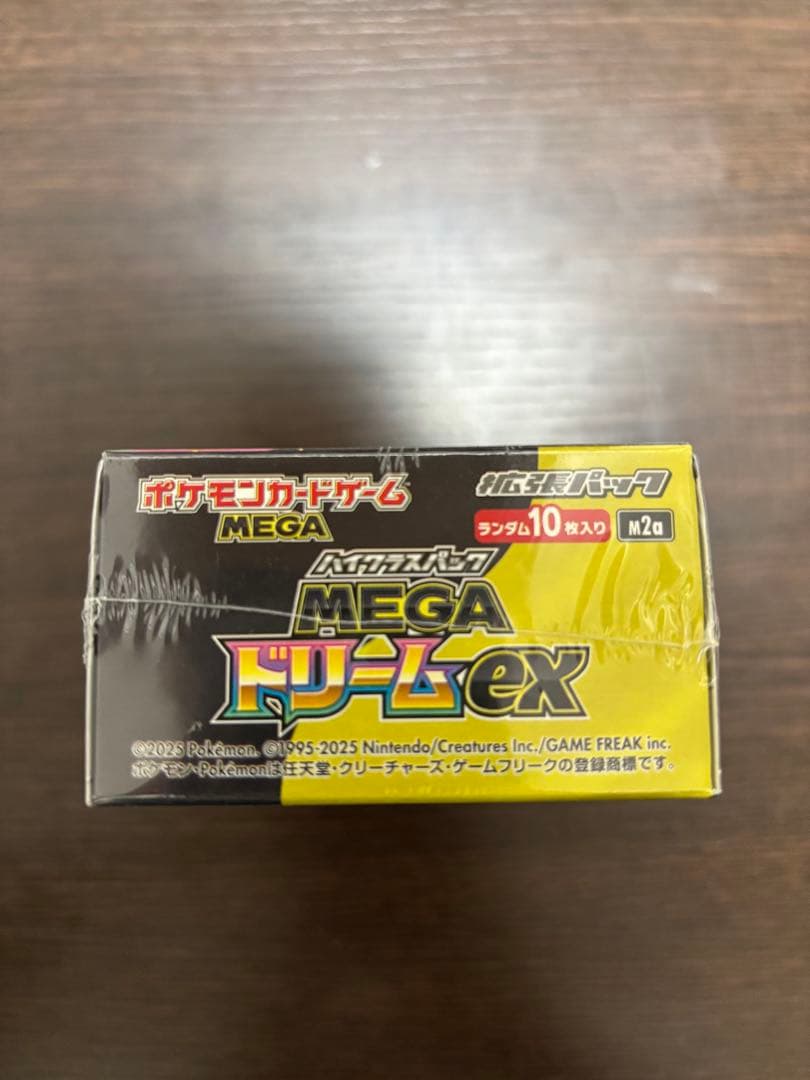 ポケモンカードゲーム
MEGA
拡張パック
ランダム10枚入り M2a
ハイクラスパック
MEGA
ドリームex
©2025 Pokémon. ©1995-2025 Nintendo/Creatures Inc./GAME FREAK inc.
ポケモン・Pokémonは任天堂・クリーチャーズ・ゲームフリークの登録商標です。